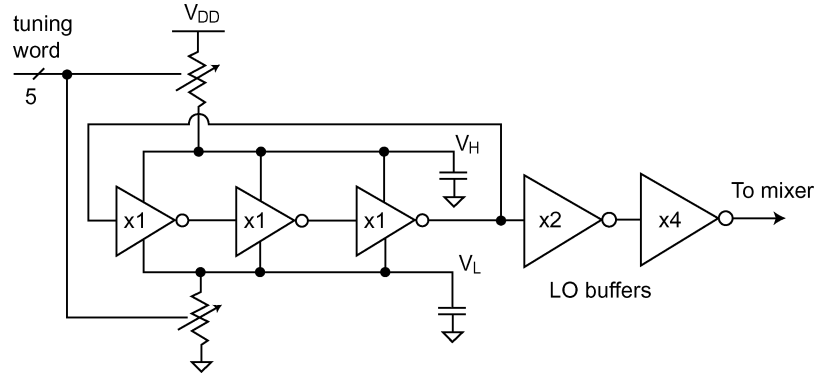 V_DD
tuning
word
5
V_H
x1
x1
x1
x2
x4
To mixer
V_L
LO buffers